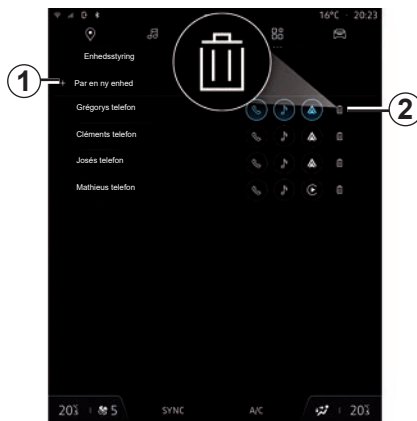 16°C · 20:23
Enhedsstyring
1
+ Par en ny enhed
Grégorys telefon
2
Cléments telefon
Josés telefon
Mathieus telefon
20 5 SYNC A/C 20